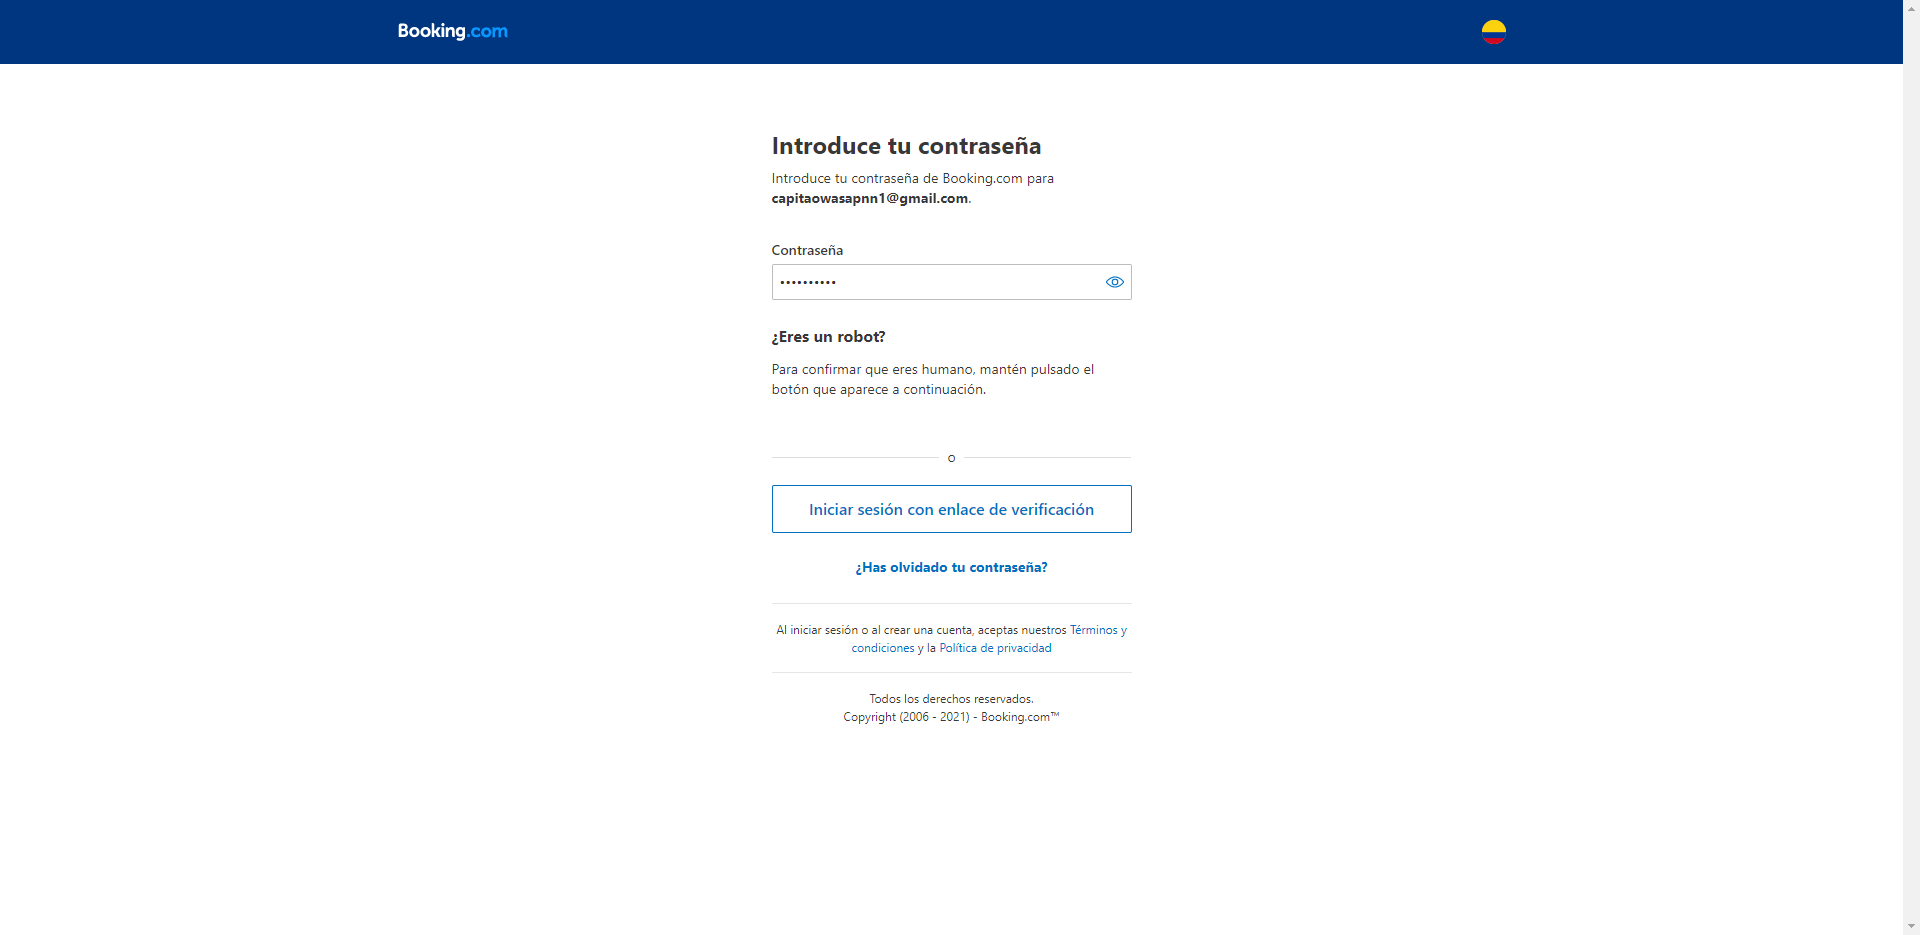 Booking.com
Introduce tu contraseña
Introduce tu contraseña de Booking.com para
capitaowasapnn1@gmail.com.
Contraseña
••••••••••
¿Eres un robot?
Para confirmar que eres humano, mantén pulsado el
botón que aparece a continuación.
o
Iniciar sesión con enlace de verificación
¿Has olvidado tu contraseña?
Al iniciar sesión o al crear una cuenta, aceptas nuestros Términos y
condiciones y la Política de privacidad
Todos los derechos reservados.
Copyright (2006 - 2021) - Booking.com™